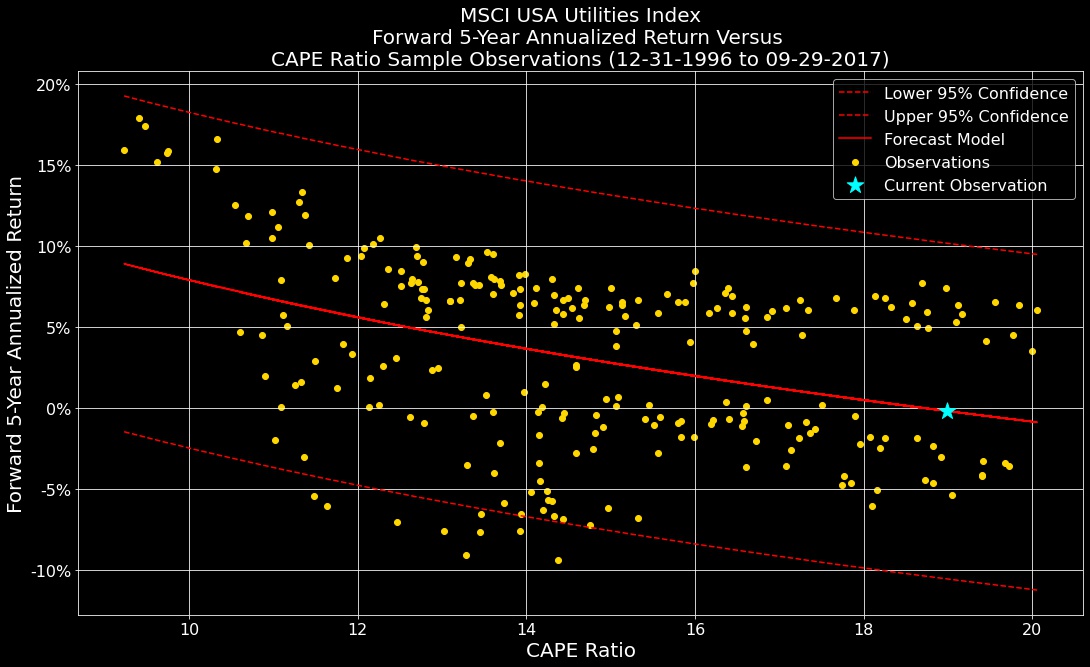 MSCI USA Utilities Index
Forward 5-Year Annualized Return Versus
CAPE Ratio Sample Observations (12-31-1996 to 09-29-2017)
Lower 95% Confidence
Upper 95% Confidence
Forecast Model
Observations
Current Observation
Forward 5-Year Annualized Return
20%
15%
10%
5%
0%
-5%
-10%
10
12
14
16
18
20
CAPE Ratio